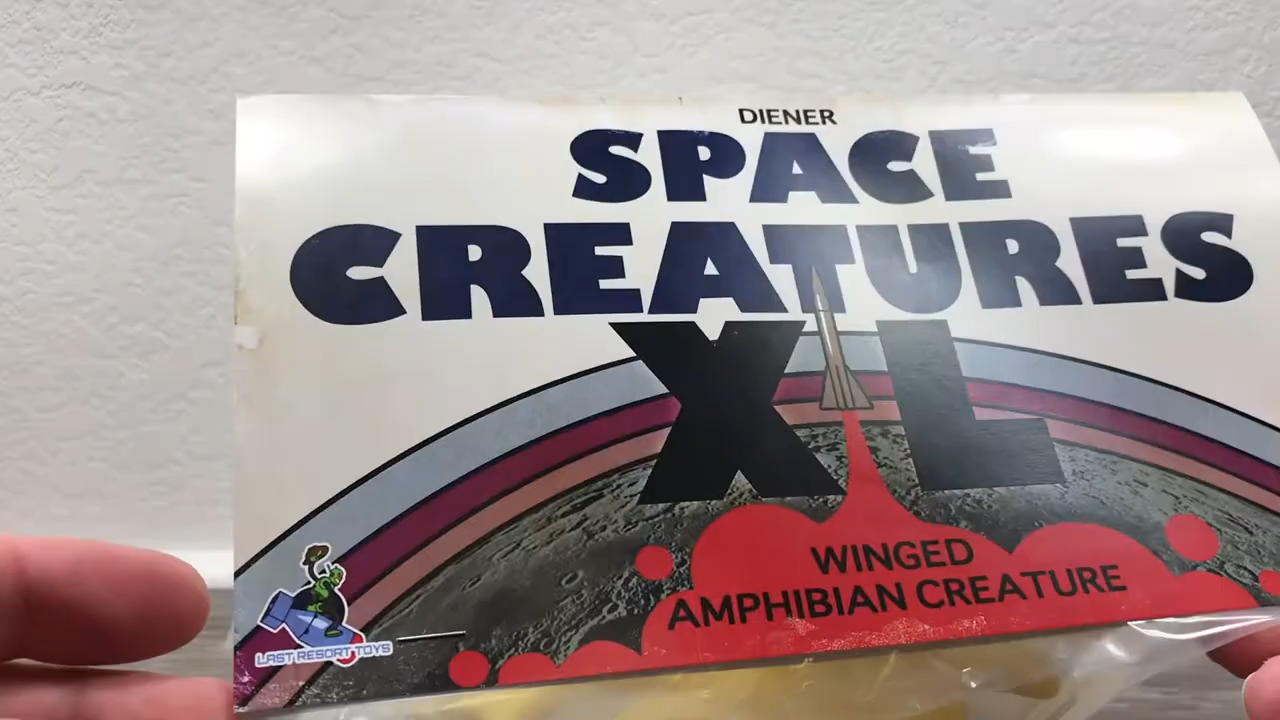 DIENER
SPACE
CREATURES
XL
WINGED
AMPHIBIAN CREATURE
LAST RESORT TOYS